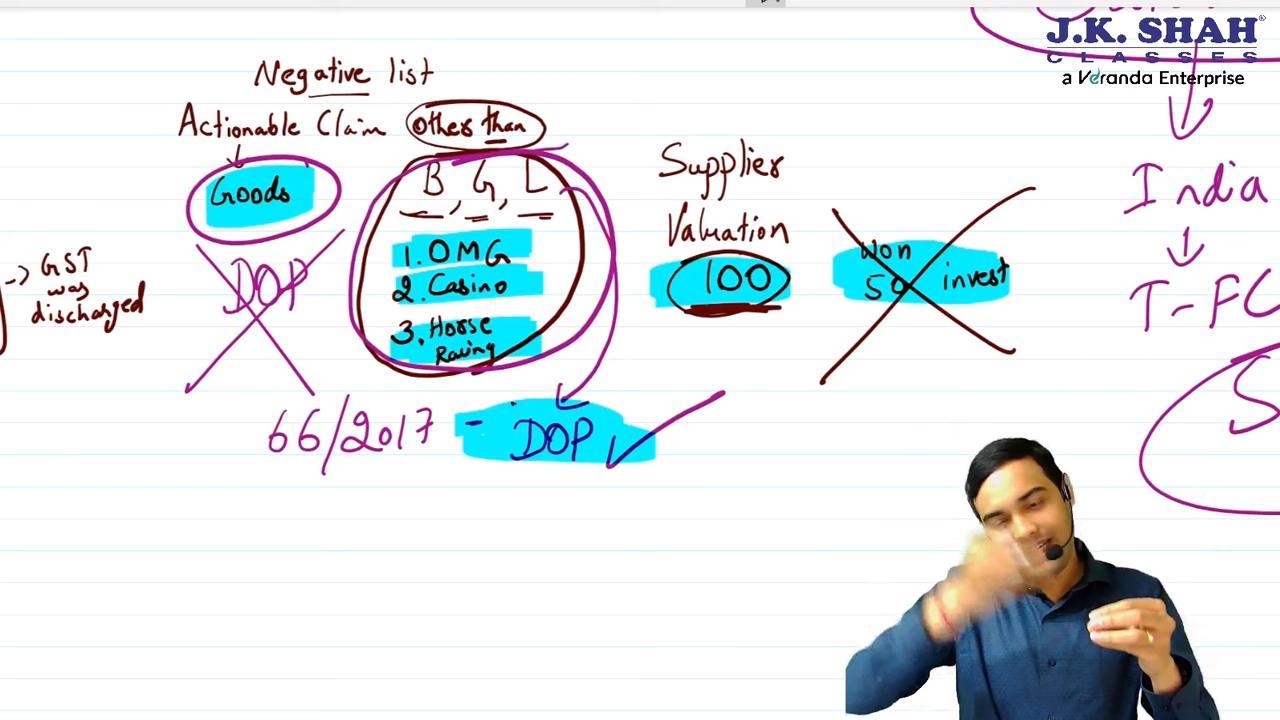 J.K. SHAH®
CLASSES
a Veranda Enterprise
Negative list
Actionable Claim Other than
Goods
B, G, L
1. OMG
2. Casino
3. Horse
Racing
DOP
-> GST
was
discharged
Supplier
Valuation
100
Won
50 invest
66/2017 - DOP
India
T-FC
S